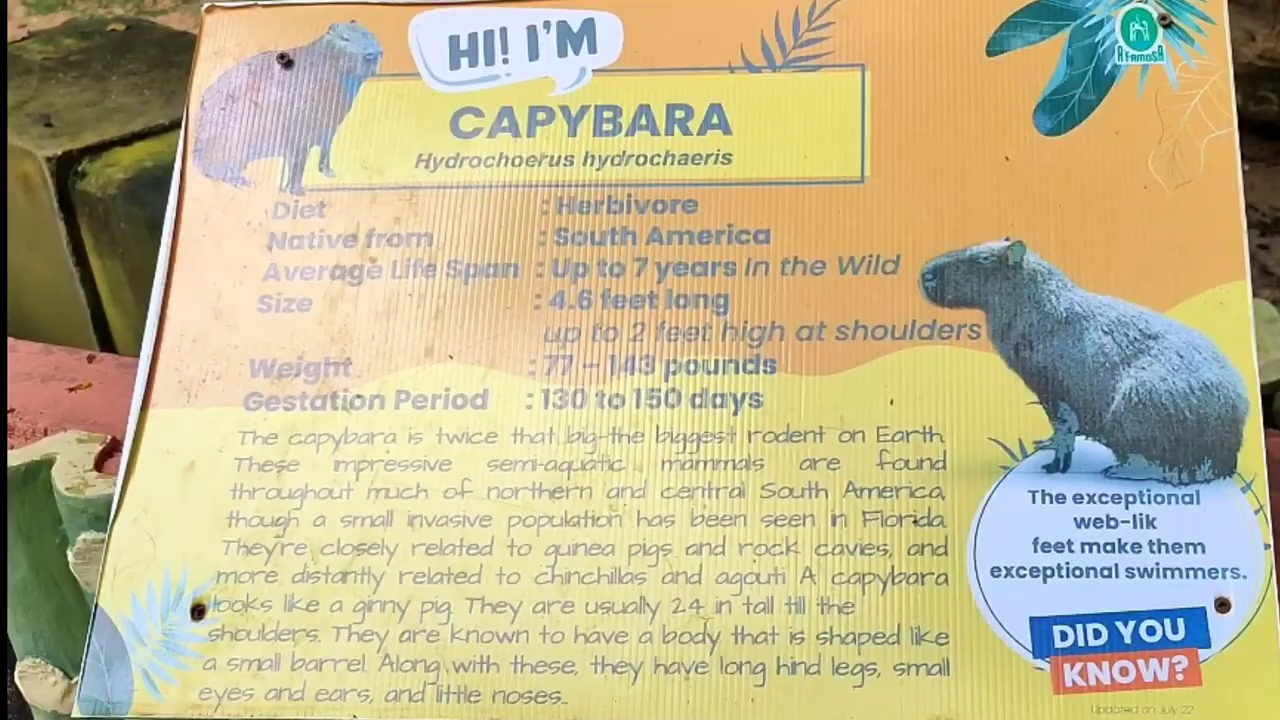 HI! I'M
A FAMOSA
CAPYBARA
Hydrochoerus hydrochaeris
Diet : Herbivore
Native from : South America
Average Life Span : Up to 7 years In the Wild
Size : 4.6 feet long
up to 2 feet high at shoulders
Weight : 77 - 143 pounds
Gestation Period : 130 to 150 days
The capybara is twice that big-the biggest rodent on Earth.
These impressive semi-aquatic mammals are found
throughout much of northern and central South America,
though a small invasive population has been seen in Florida.
They're closely related to guinea pigs and rock cavies, and
more distantly related to chinchillas and agouti. A capybara
looks like a ginny pig. They are usually 24 in tall till the
shoulders. They are known to have a body that is shaped like
a small barrel. Along with these, they have long hind legs, small
eyes and ears, and little noses..
The exceptional
web-lik
feet make them
exceptional swimmers.
DID YOU
KNOW?
Updated on July 22